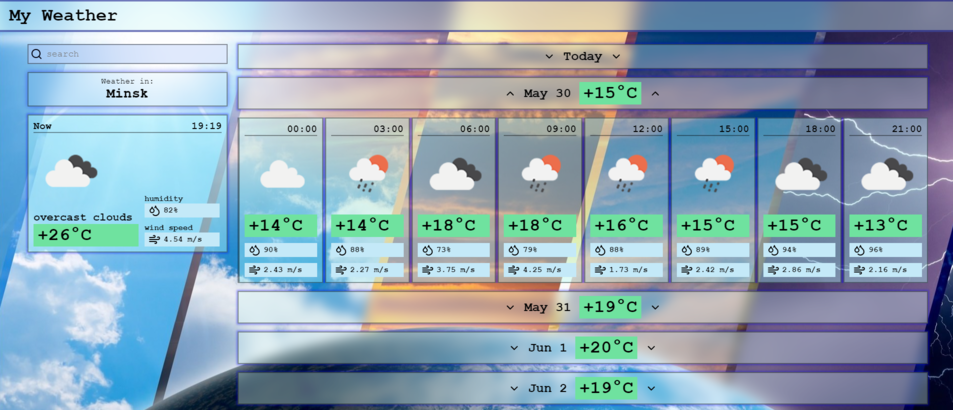 My Weather
search
Weather in:
Minsk
Now 19:19
overcast clouds
+26°C
humidity
82%
wind speed
4.54 m/s
Today
May 30 +15°C
00:00 03:00 06:00 09:00 12:00 15:00 18:00 21:00
+14°C +14°C +18°C +18°C +16°C +15°C +15°C +13°C
90% 88% 73% 79% 88% 89% 94% 96%
2.43 m/s 2.27 m/s 3.75 m/s 4.25 m/s 1.73 m/s 2.42 m/s 2.86 m/s 2.16 m/s
May 31 +19°C
Jun 1 +20°C
Jun 2 +19°C